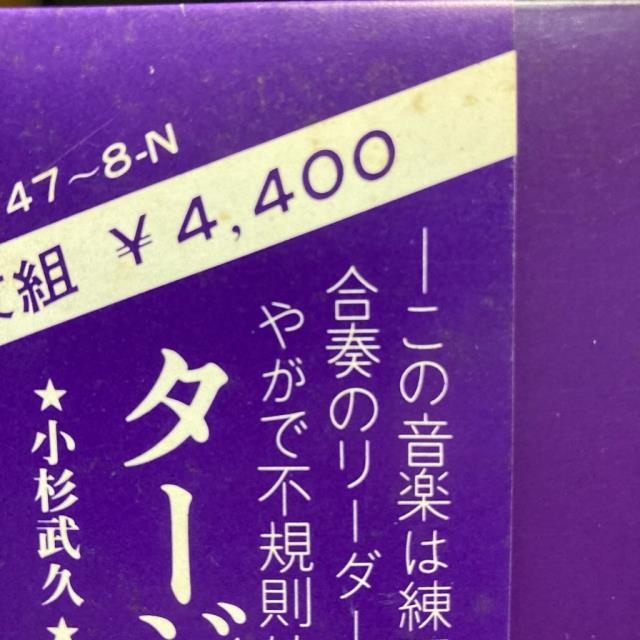 47～8-N
組 ¥4,400
—この音楽は練
合奏のリーダー
やがで不規則
ター
★小杉武久★